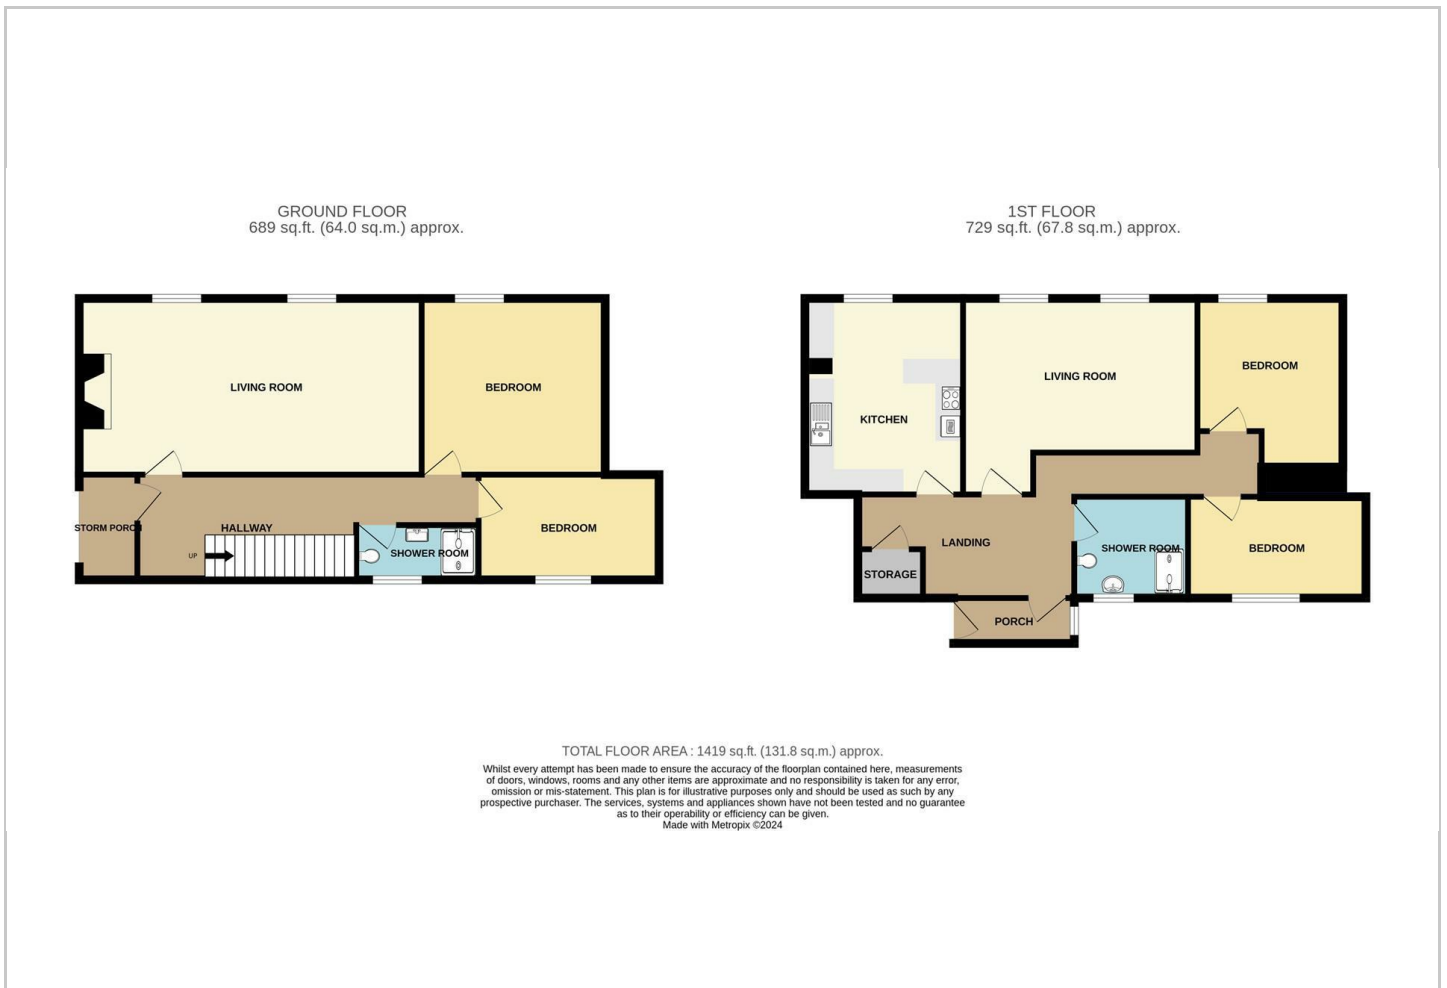 GROUND FLOOR
689 sq.ft. (64.0 sq.m.) approx.
LIVING ROOM
BEDROOM
STORM PORCH
HALLWAY
UP
SHOWER ROOM
BEDROOM
1ST FLOOR
729 sq.ft. (67.8 sq.m.) approx.
KITCHEN
LIVING ROOM
BEDROOM
LANDING
STORAGE
SHOWER ROOM
BEDROOM
PORCH
TOTAL FLOOR AREA : 1419 sq.ft. (131.8 sq.m.) approx.
Whilst every attempt has been made to ensure the accuracy of the floorplan contained here, measurements
of doors, windows, rooms and any other items are approximate and no responsibility is taken for any error,
omission or mis-statement. This plan is for illustrative purposes only and should be used as such by any
prospective purchaser. The services, systems and appliances shown have not been tested and no guarantee
as to their operability or efficiency can be given.
Made with Metropix ©2024